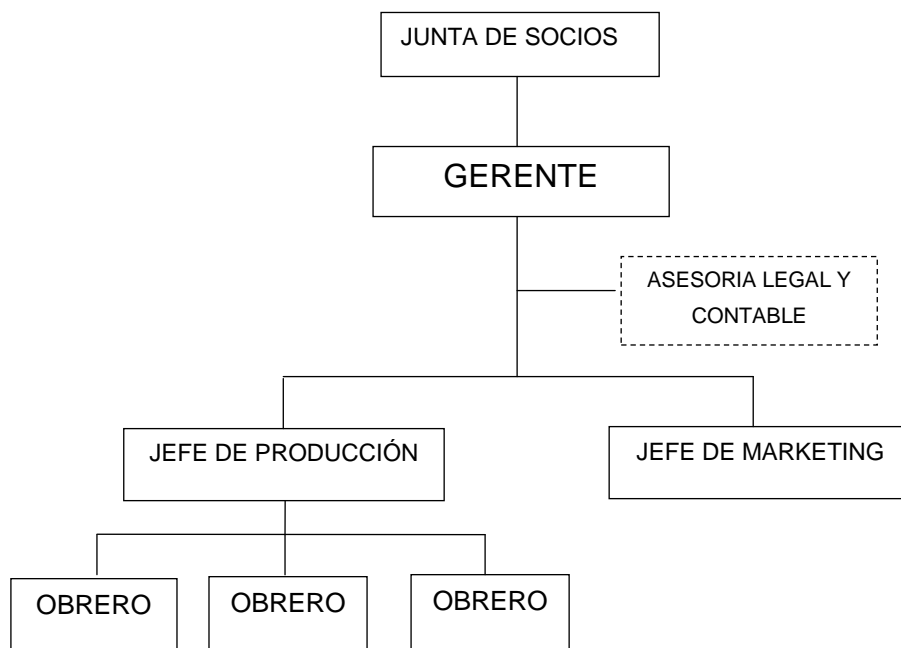 JUNTA DE SOCIOS
GERENTE
ASESORIA LEGAL Y
CONTABLE
JEFE DE PRODUCCIÓN
JEFE DE MARKETING
OBRERO
OBRERO
OBRERO